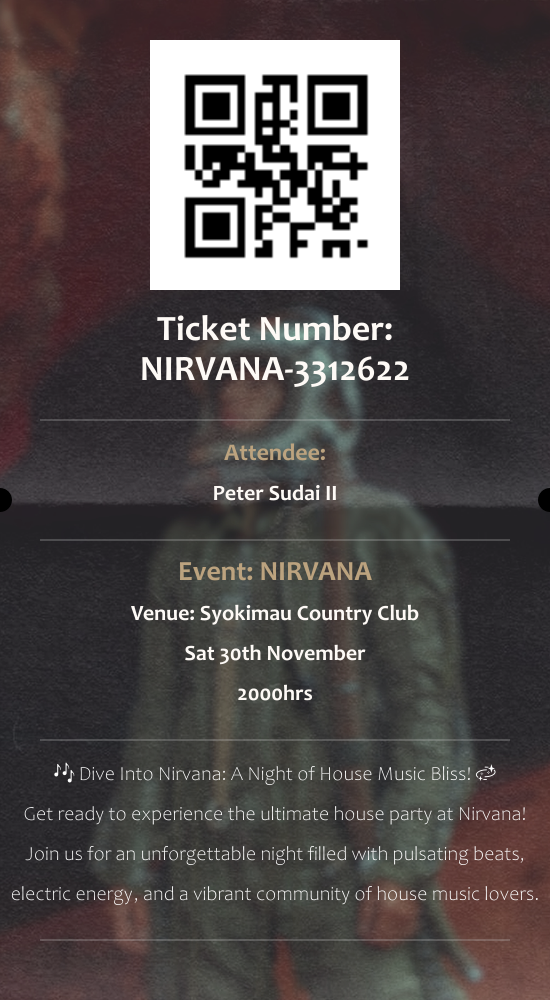 Ticket Number:
NIRVANA-3312622
Attendee:
Peter Sudai II
Event: NIRVANA
Venue: Syokimau Country Club
Sat 30th November
2000hrs
🎶 Dive Into Nirvana: A Night of House Music Bliss! 💫
Get ready to experience the ultimate house party at Nirvana!
Join us for an unforgettable night filled with pulsating beats,
electric energy, and a vibrant community of house music lovers.